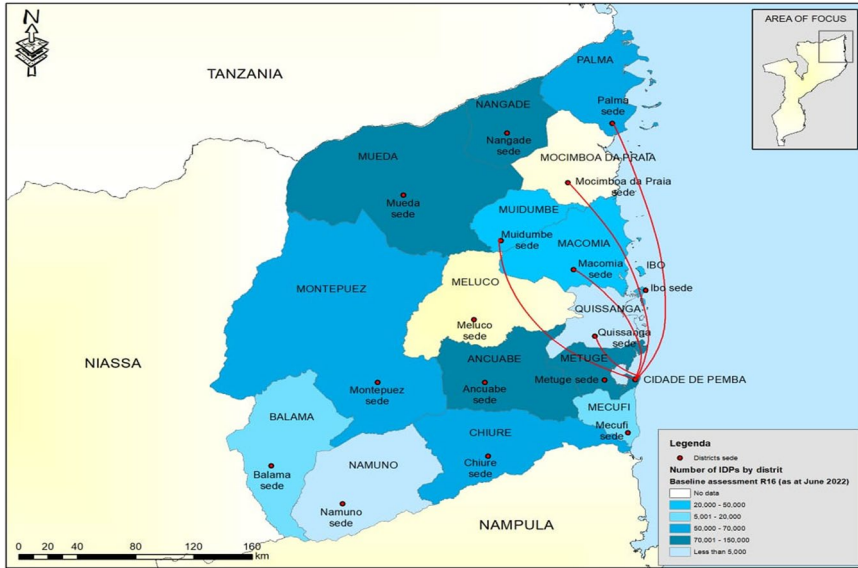 N
AREA OF FOCUS
TANZANIA
PALMA
Palma
sede
NANGADE
Nangade
sede
MOCIMBOA DA PRAIA
Mocimboa da Praia
sede
MUEDA
Mueda
sede
MUIDUMBE
Muidumbe
sede
MACOMIA
Macomia
sede
IBO
Ibo sede
MONTEPUEZ
MELUCO
Meluco
sede
QUISSANGA
Quissanga
sede
NIASSA
ANCUABE
Ancuabe
sede
METUGE
Metuge sede
CIDADE DE PEMBA
Montepuez
sede
MECUFI
Mecufi
sede
BALAMA
Balama
sede
CHIURE
Chiure
sede
NAMUNO
Namuno
sede
NAMPULA
0 20 40 80 120 160
km
Legenda
Districts sede
Number of IDPs by distrit
Baseline assessment R16 (as at June 2022)
No data
20,000 - 50,000
5,001 - 20,000
50,000 - 70,000
70,001 - 150,000
Less than 5,000